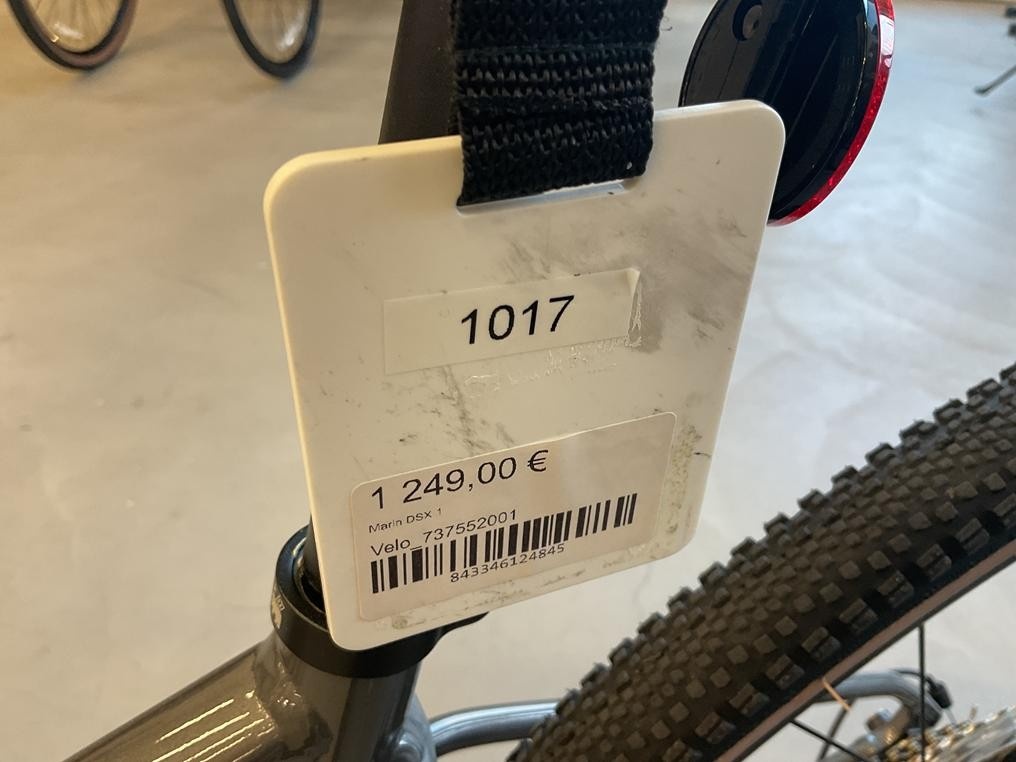 1017
1 249,00 €
Marin DSX 1
Velo_737552001
843346124845